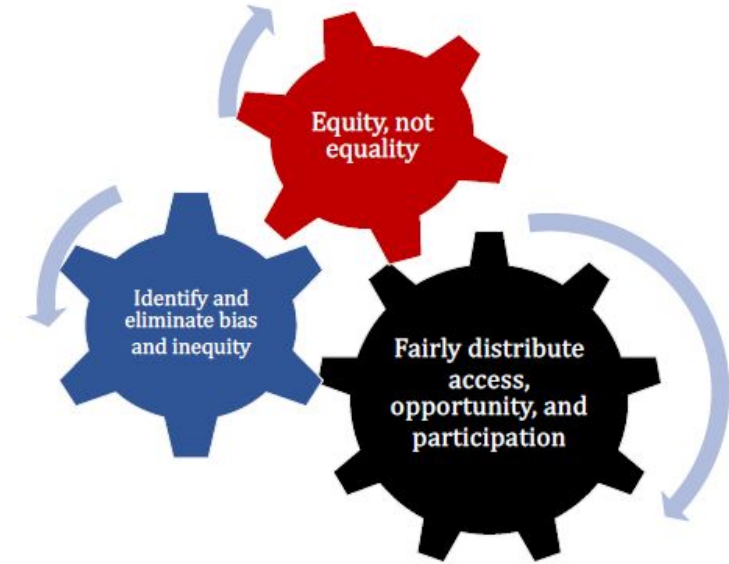 Equity, not
equality
Identify and
eliminate bias
and inequity
Fairly distribute
access,
opportunity, and
participation